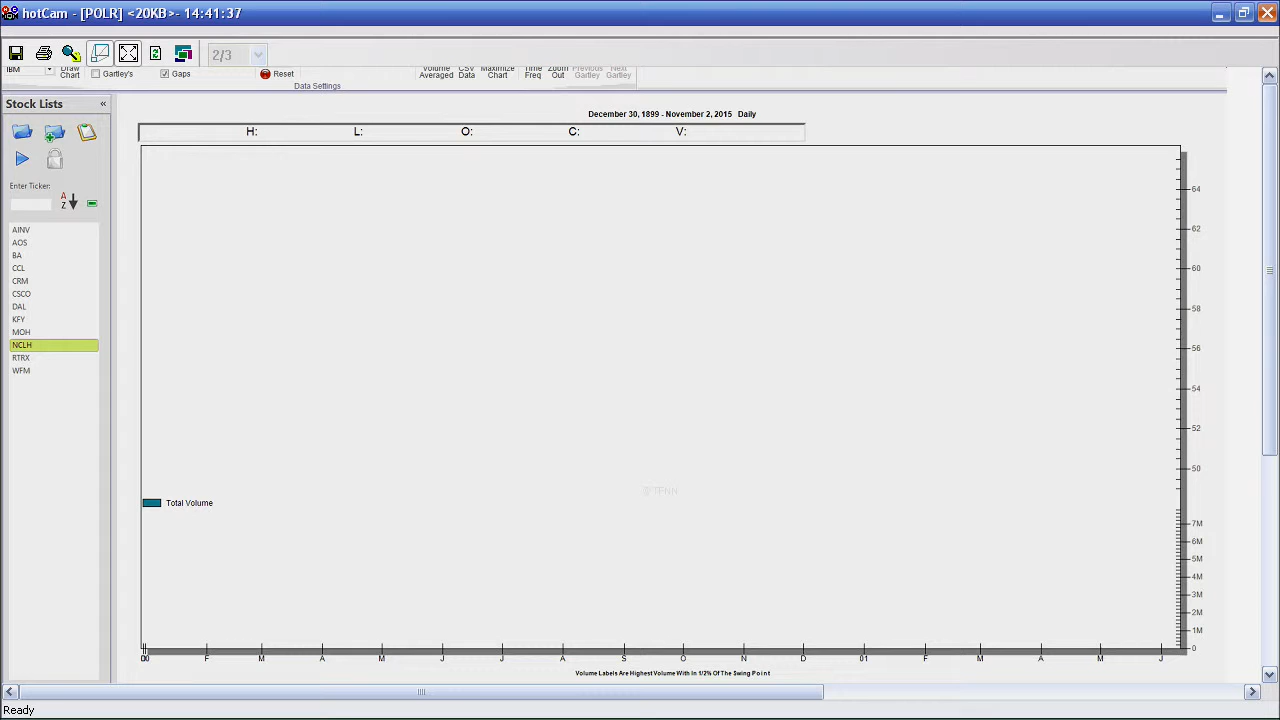 hotCam - [POLR] <20KB>- 14:41:37
2/3
IBM
Draw Chart
Gartley's
Gaps
Reset
Volume Averaged
CSV Data
Maximize Chart
Time Freq
Zoom Out
Previous Gartley
Next Gartley
Data Settings
Stock Lists «
December 30, 1899 - November 2, 2015 Daily
H: L: O: C: V:
Enter Ticker:
A
Z
AINV
AOS
BA
CCL
CRM
CSCO
DAL
KFY
MOH
NCLH
RTRX
WFM
64
62
60
58
56
54
52
50
© TFNN
Total Volume
7M
6M
5M
4M
3M
2M
1M
0
F M A M J J A S O N D 01 F M A M J
Volume Labels Are Highest Volume With In 1/2% Of The Swing Point
Ready